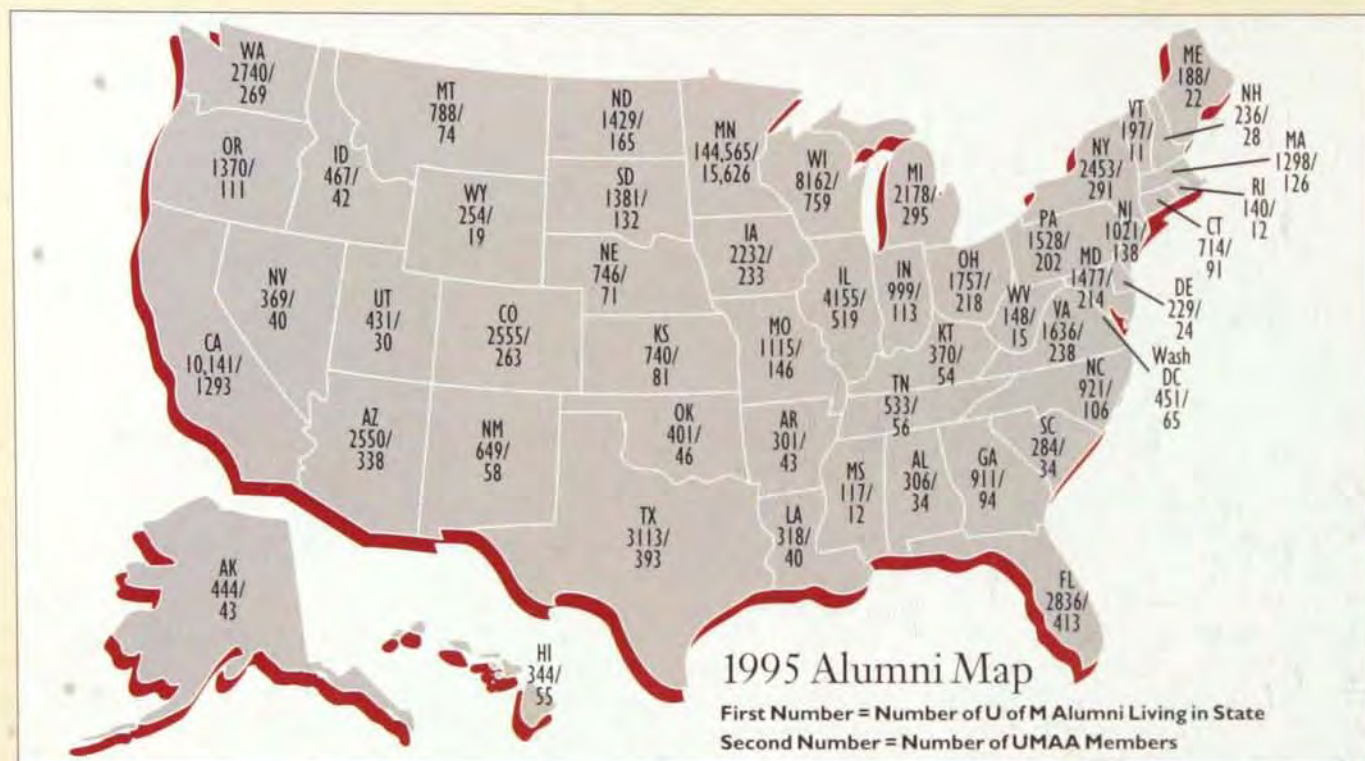 WA
2740/
269
OR
1370/
111
CA
10,141/
1293
ID
467/
42
NV
369/
40
MT
788/
74
WY
254/
19
UT
431/
30
AZ
2550/
338
CO
2555/
263
NM
649/
58
ND
1429/
165
SD
1381/
132
NE
746/
71
KS
740/
81
OK
401/
46
TX
3113/
393
MN
144,565/
15,626
IA
2232/
233
MO
1115/
146
AR
301/
43
LA
318/
40
WI
8162/
759
IL
4155/
519
MI
2178/
295
IN
999/
113
OH
1757/
218
KT
370/
54
TN
533/
56
MS
117/
12
AL
306/
34
GA
911/
94
FL
2836/
413
SC
284/
34
NC
921/
106
VA
1636/
238
WV
148/
15
PA
1528/
202
NY
2453/
291
VT
197/
11
ME
188/
22
NH
236/
28
MA
1298/
126
RI
140/
12
CT
714/
91
NJ
1021/
138
MD
1477/
214
DE
229/
24
Wash
DC
451/
65
AK
444/
43
HI
344/
55
1995 Alumni Map
First Number = Number of U of M Alumni Living in State
Second Number = Number of UMAA Members